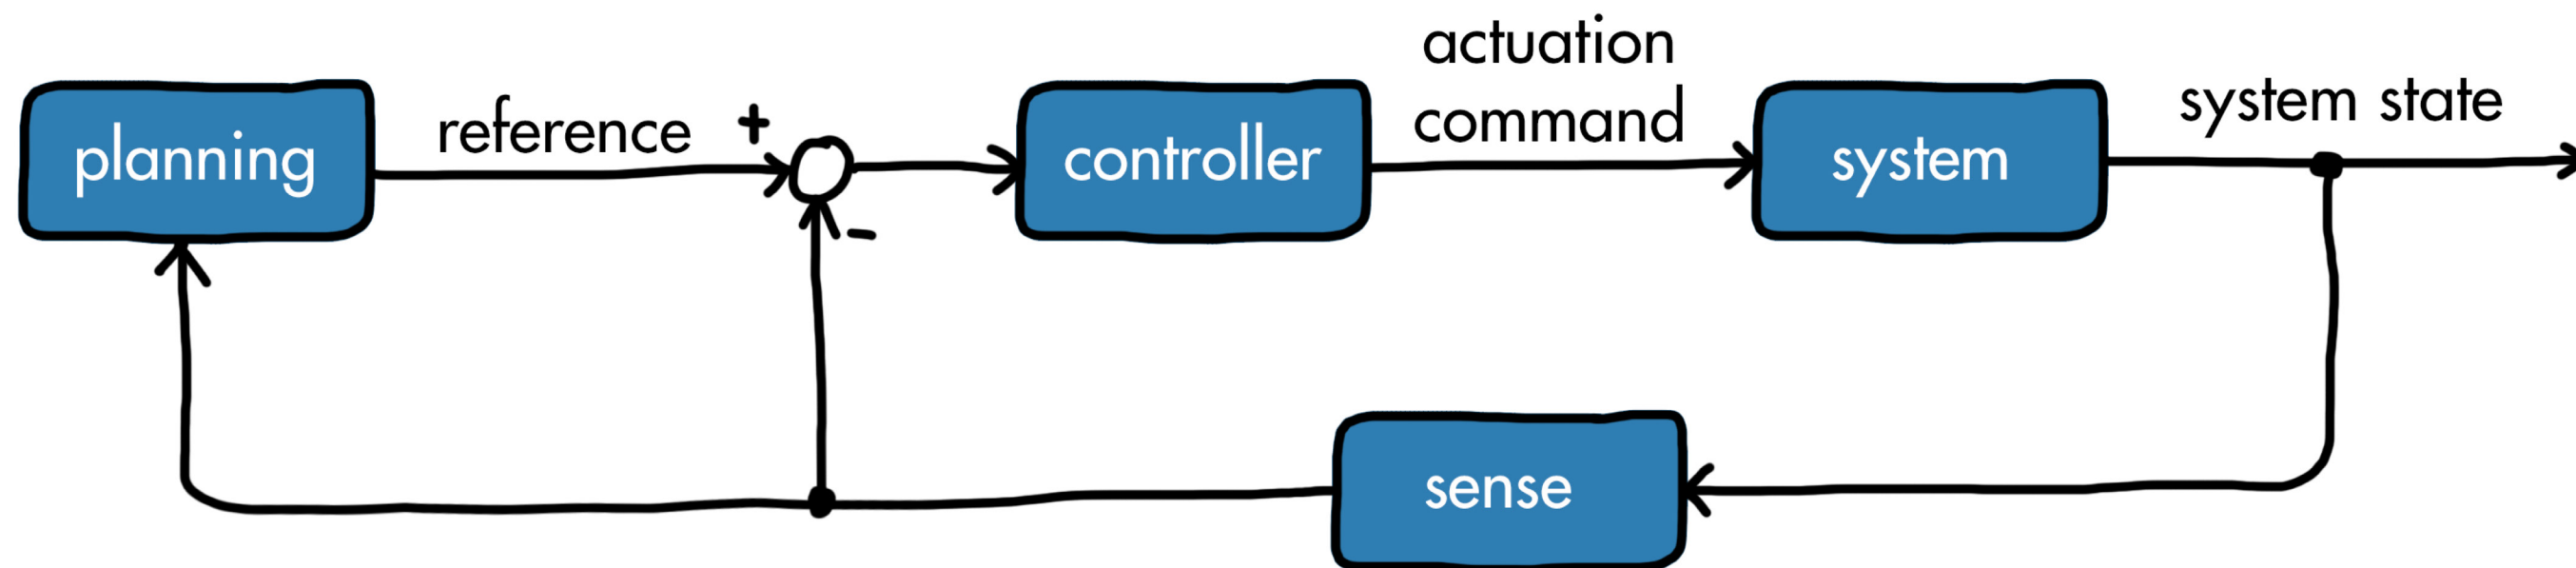 planning
reference
+
-
controller
actuation
command
system
system state
sense